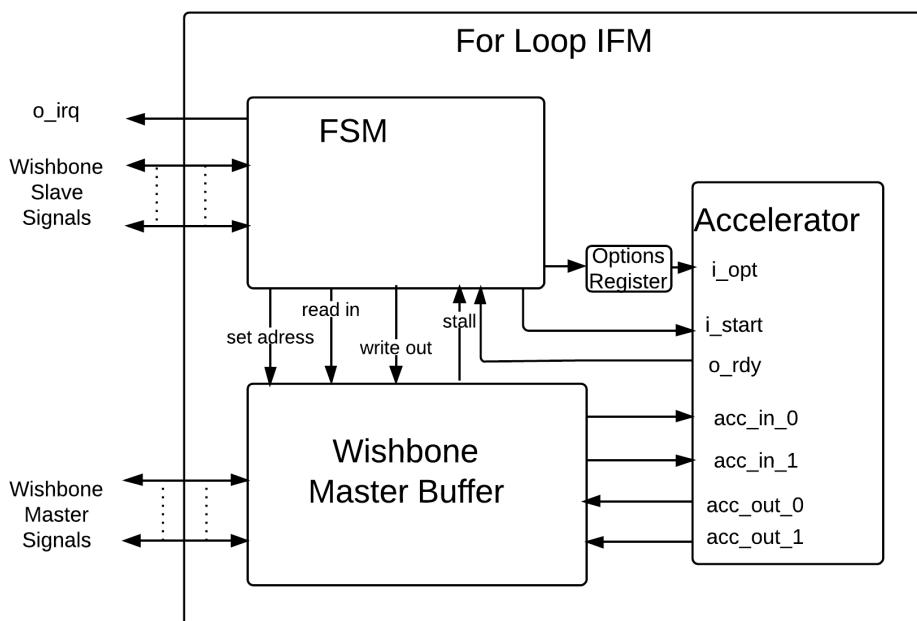 For Loop IFM
o_irq
FSM
Wishbone
Slave
Signals
Accelerator
Options
Register
i_opt
read in
set adress
stall
write out
i_start
o_rdy
acc_in_0
Wishbone
Master Buffer
acc_in_1
Wishbone
Master
Signals
acc_out_0
acc_out_1